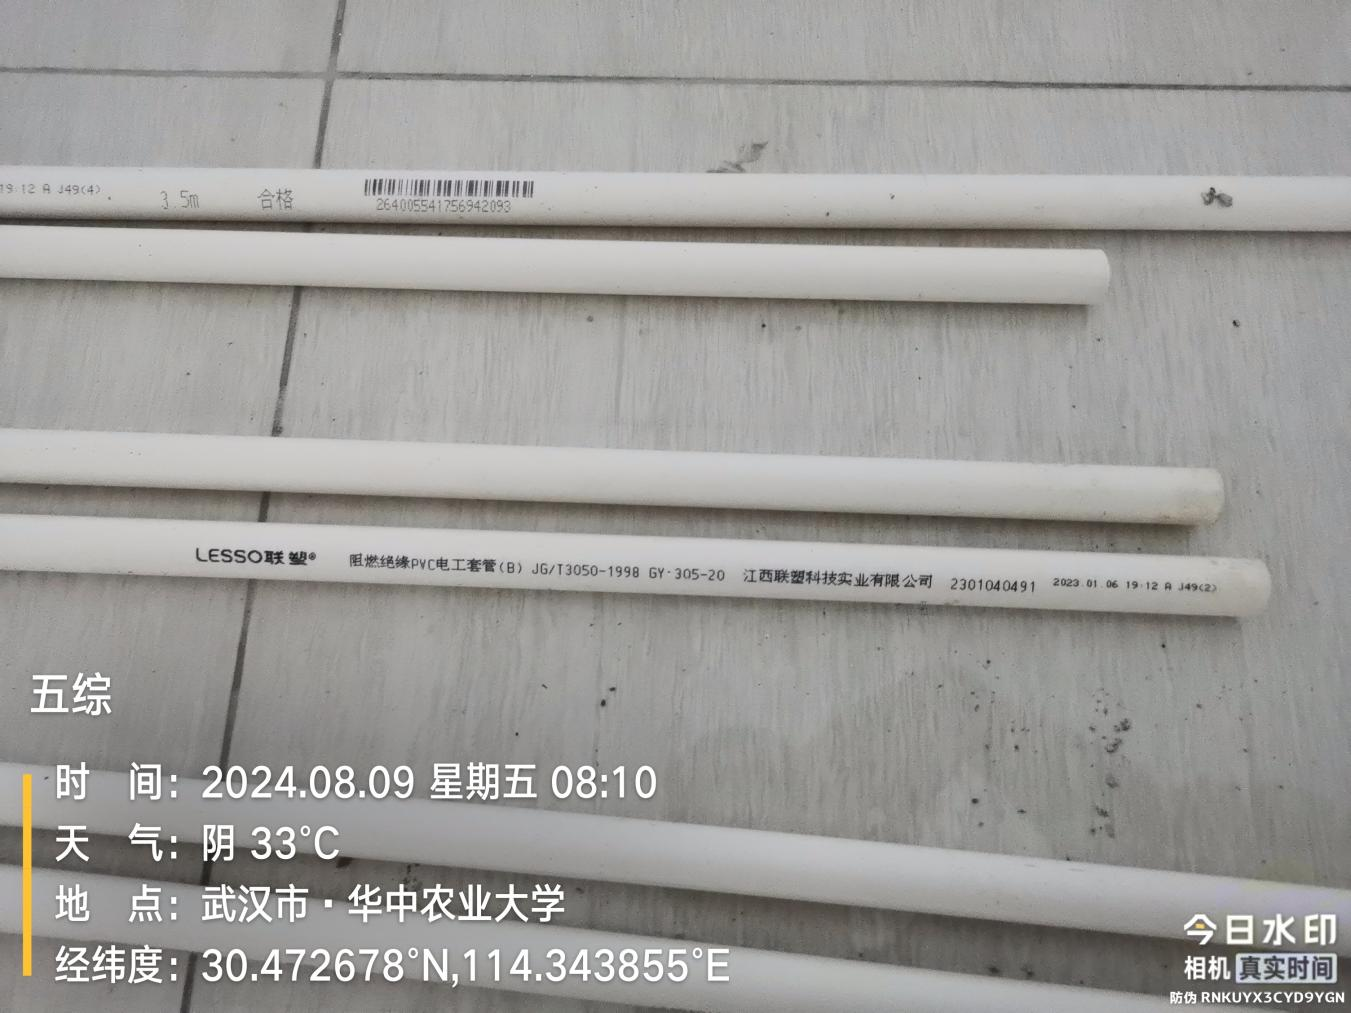 19:12 A J49(4) 3.5m 合格
264005541756942093
LESSO联塑® 阻燃绝缘PVC电工套管(B) JG/T3050-1998 GY·305-20 江西联塑科技实业有限公司 2301040491 2023.01.06 19:12 A J49(2)
五综
时 间：2024.08.09 星期五 08:10
天 气：阴 33°C
地 点：武汉市·华中农业大学
经纬度：30.472678°N,114.343855°E
今日水印
相机 真实时间
防伪 RNKUYX3CYD9YGN